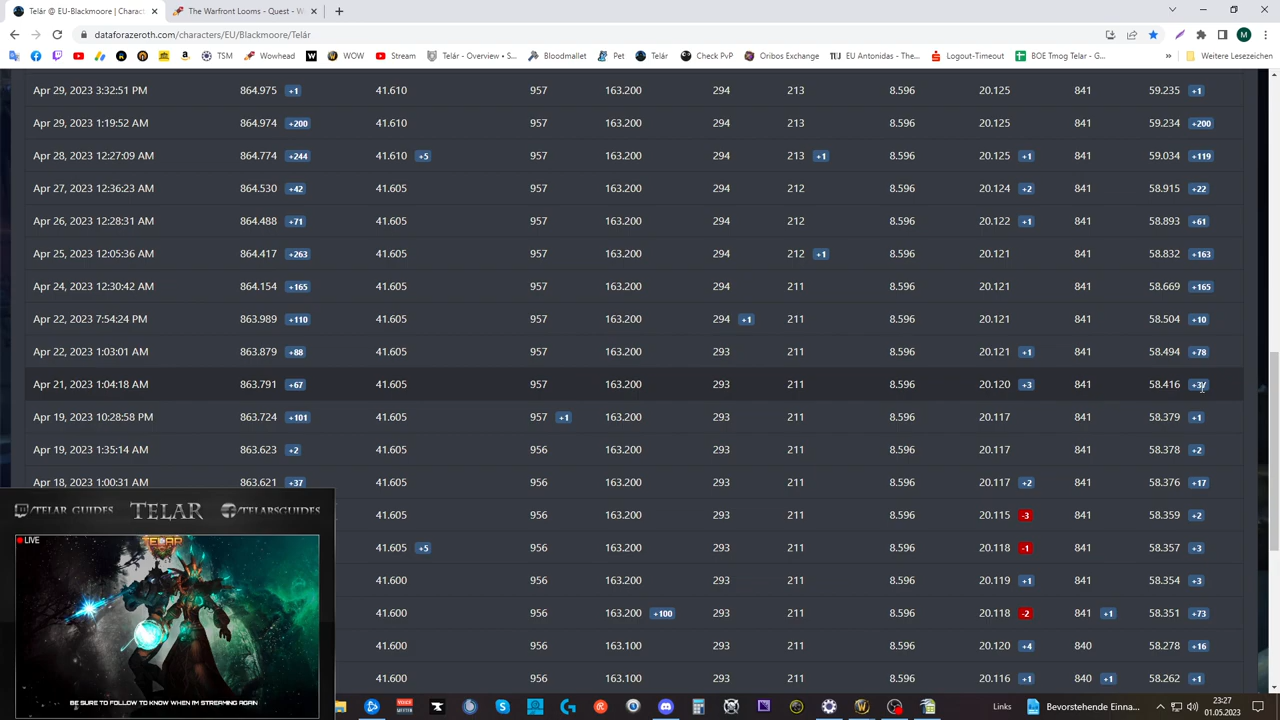 Telár @ EU-Blackmoore | Charact
The Warfront Looms - Quest - W
dataforazeroth.com/characters/EU/Blackmoore/Telár
TSM Wowhead WOW Stream Telár - Overview • S... Bloodmallet Pet Telár Check PvP Oribos Exchange EU Antonidas - The... Logout-Timeout BOE Tmog Telar - G... » Weitere Lesezeichen
Apr 29, 2023 3:32:51 PM 864.975 +1 41.610 957 163.200 294 213 8.596 20.125 841 59.235 +1
Apr 29, 2023 1:19:52 AM 864.974 +200 41.610 957 163.200 294 213 8.596 20.125 841 59.234 +200
Apr 28, 2023 12:27:09 AM 864.774 +244 41.610 +5 957 163.200 294 213 +1 8.596 20.125 +1 841 59.034 +119
Apr 27, 2023 12:36:23 AM 864.530 +42 41.605 957 163.200 294 212 8.596 20.124 +2 841 58.915 +22
Apr 26, 2023 12:28:31 AM 864.488 +71 41.605 957 163.200 294 212 8.596 20.122 +1 841 58.893 +61
Apr 25, 2023 12:05:36 AM 864.417 +263 41.605 957 163.200 294 212 +1 8.596 20.121 841 58.832 +163
Apr 24, 2023 12:30:42 AM 864.154 +165 41.605 957 163.200 294 211 8.596 20.121 841 58.669 +165
Apr 22, 2023 7:54:24 PM 863.989 +110 41.605 957 163.200 294 +1 211 8.596 20.121 841 58.504 +10
Apr 22, 2023 1:03:01 AM 863.879 +88 41.605 957 163.200 293 211 8.596 20.121 +1 841 58.494 +78
Apr 21, 2023 1:04:18 AM 863.791 +67 41.605 957 163.200 293 211 8.596 20.120 +3 841 58.416 +37
Apr 19, 2023 10:28:58 PM 863.724 +101 41.605 957 +1 163.200 293 211 8.596 20.117 841 58.379 +1
Apr 19, 2023 1:35:14 AM 863.623 +2 41.605 956 163.200 293 211 8.596 20.117 841 58.378 +2
Apr 18, 2023 1:00:31 AM 863.621 +37 41.605 956 163.200 293 211 8.596 20.117 +2 841 58.376 +17
41.605 956 163.200 293 211 8.596 20.115 -3 841 58.359 +2
41.605 +5 956 163.200 293 211 8.596 20.118 -1 841 58.357 +3
41.600 956 163.200 293 211 8.596 20.119 +1 841 58.354 +3
41.600 956 163.200 +100 293 211 8.596 20.118 -2 841 +1 58.351 +73
41.600 956 163.100 293 211 8.596 20.120 +4 840 58.278 +16
41.600 956 163.100 293 211 8.596 20.116 +1 840 +1 58.262 +1
/TELAR GUIDES TELAR /TELARSGUIDES
LIVE
TELAR
BE SURE TO FOLLOW TO KNOW WHEN I'M STREAMING AGAIN
Links Bevorstehende Einna...
23:27
01.05.2023